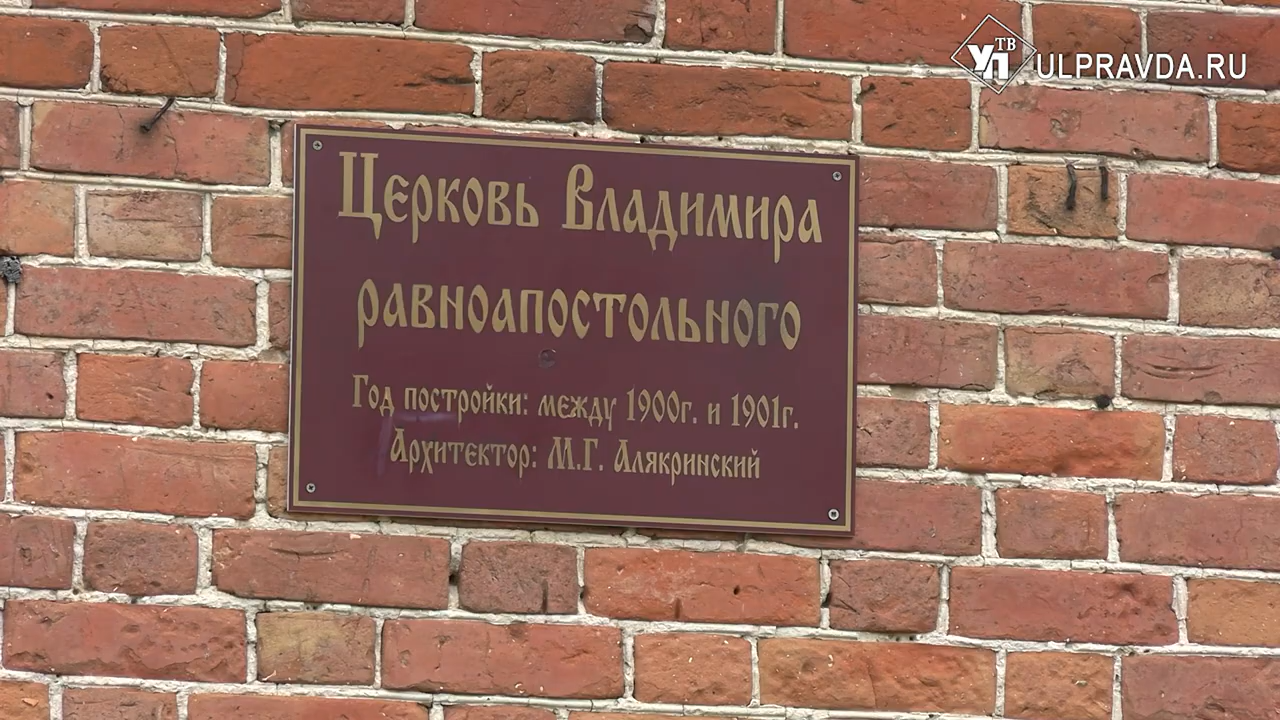 УП ТВ ULPRAVDA.RU
Церковь Владимира
равноапостольного
Год постройки: между 1900г. и 1901г.
Архитектор: М.Г. Алякринский